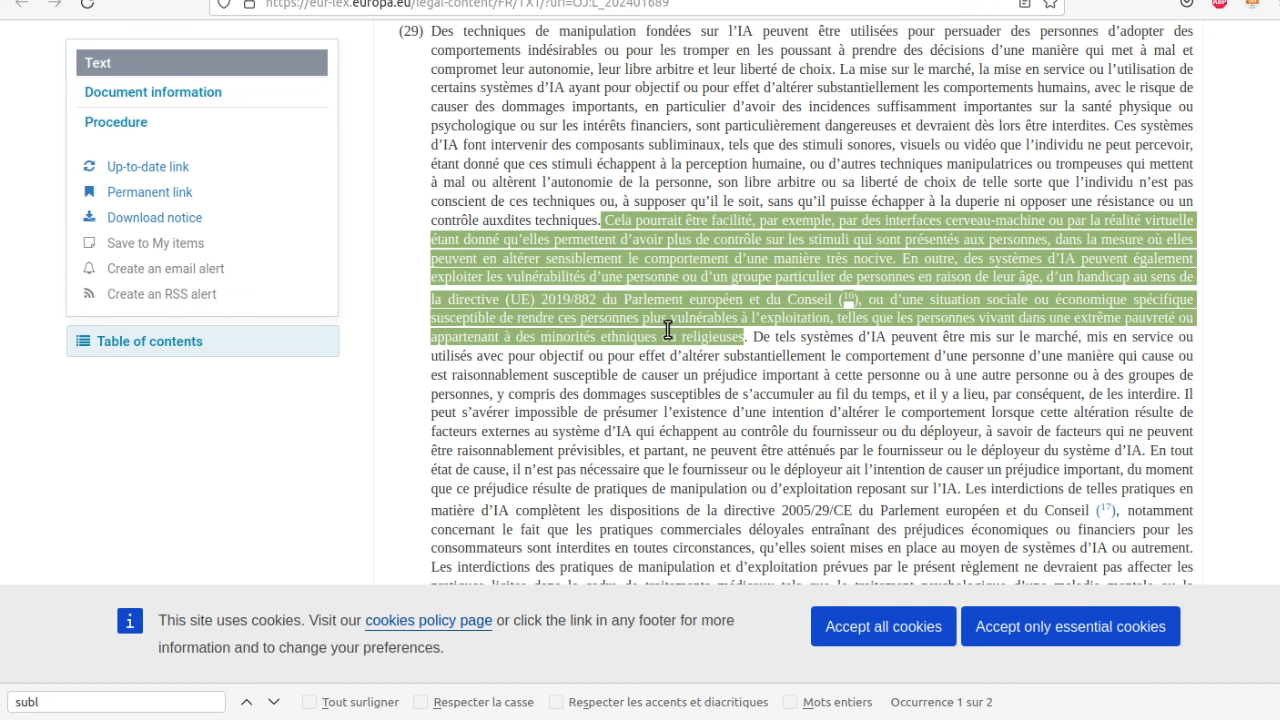 https://eur-lex.europa.eu/legal-content/FR/TXT/?uri=OJ:L_202401689
ABP
Text
Document information
Procedure
Up-to-date link
Permanent link
Download notice
Save to My items
Create an email alert
Create an RSS alert
Table of contents
(29) Des techniques de manipulation fondées sur l’IA peuvent être utilisées pour persuader des personnes d’adopter des
comportements indésirables ou pour les tromper en les poussant à prendre des décisions d’une manière qui met à mal et
compromet leur autonomie, leur libre arbitre et leur liberté de choix. La mise sur le marché, la mise en service ou l’utilisation de
certains systèmes d’IA ayant pour objectif ou pour effet d’altérer substantiellement les comportements humains, avec le risque de
causer des dommages importants, en particulier d’avoir des incidences suffisamment importantes sur la santé physique ou
psychologique ou sur les intérêts financiers, sont particulièrement dangereuses et devraient dès lors être interdites. Ces systèmes
d’IA font intervenir des composants subliminaux, tels que des stimuli sonores, visuels ou vidéo que l’individu ne peut percevoir,
étant donné que ces stimuli échappent à la perception humaine, ou d’autres techniques manipulatrices ou trompeuses qui mettent
à mal ou altèrent l’autonomie de la personne, son libre arbitre ou sa liberté de choix de telle sorte que l’individu n’est pas
conscient de ces techniques ou, à supposer qu’il le soit, sans qu’il puisse échapper à la duperie ni opposer une résistance ou un
contrôle auxdites techniques. Cela pourrait être facilité, par exemple, par des interfaces cerveau-machine ou par la réalité virtuelle
étant donné qu’elles permettent d’avoir plus de contrôle sur les stimuli qui sont présentés aux personnes, dans la mesure où elles
peuvent en altérer sensiblement le comportement d’une manière très nocive. En outre, des systèmes d’IA peuvent également
exploiter les vulnérabilités d’une personne ou d’un groupe particulier de personnes en raison de leur âge, d’un handicap au sens de
la directive (UE) 2019/882 du Parlement européen et du Conseil (16), ou d’une situation sociale ou économique spécifique
susceptible de rendre ces personnes plus vulnérables à l’exploitation, telles que les personnes vivant dans une extrême pauvreté ou
appartenant à des minorités ethniques ou religieuses. De tels systèmes d’IA peuvent être mis sur le marché, mis en service ou
utilisés avec pour objectif ou pour effet d’altérer substantiellement le comportement d’une personne d’une manière qui cause ou
est raisonnablement susceptible de causer un préjudice important à cette personne ou à une autre personne ou à des groupes de
personnes, y compris des dommages susceptibles de s’accumuler au fil du temps, et il y a lieu, par conséquent, de les interdire. Il
peut s’avérer impossible de présumer l’existence d’une intention d’altérer le comportement lorsque cette altération résulte de
facteurs externes au système d’IA qui échappent au contrôle du fournisseur ou du déployeur, à savoir de facteurs qui ne peuvent
être raisonnablement prévisibles, et partant, ne peuvent être atténués par le fournisseur ou le déployeur du système d’IA. En tout
état de cause, il n’est pas nécessaire que le fournisseur ou le déployeur ait l’intention de causer un préjudice important, du moment
que ce préjudice résulte de pratiques de manipulation ou d’exploitation reposant sur l’IA. Les interdictions de telles pratiques en
matière d’IA complètent les dispositions de la directive 2005/29/CE du Parlement européen et du Conseil (17), notamment
concernant le fait que les pratiques commerciales déloyales entraînant des préjudices économiques ou financiers pour les
consommateurs sont interdites en toutes circonstances, qu’elles soient mises en place au moyen de systèmes d’IA ou autrement.
Les interdictions des pratiques de manipulation et d’exploitation prévues par le présent règlement ne devraient pas affecter les
This site uses cookies. Visit our cookies policy page or click the link in any footer for more
information and to change your preferences.
Accept all cookies
Accept only essential cookies
subl
Tout surligner
Respecter la casse
Respecter les accents et diacritiques
Mots entiers
Occurrence 1 sur 2